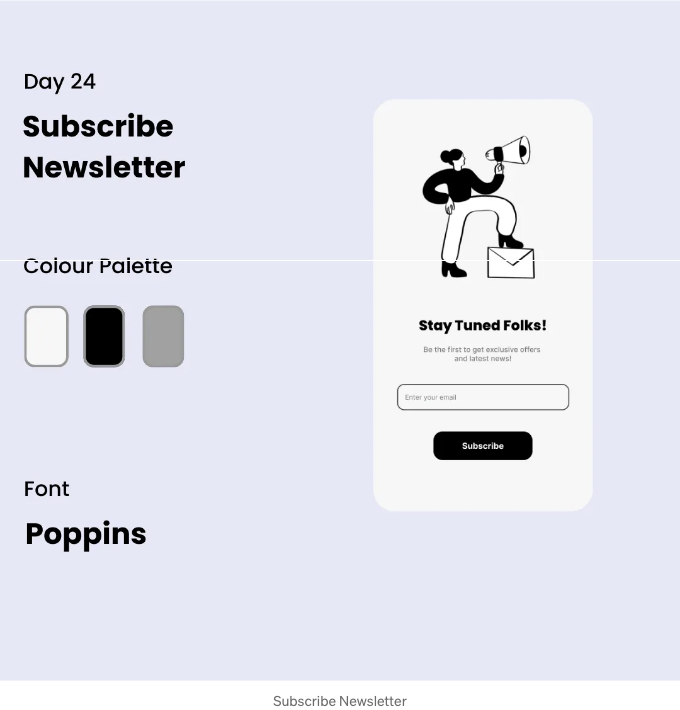 Day 24
Subscribe
Newsletter
Colour Palette
Font
Poppins
Stay Tuned Folks!
Be the first to get exclusive offers
and latest news!
Enter your email
Subscribe
Subscribe Newsletter